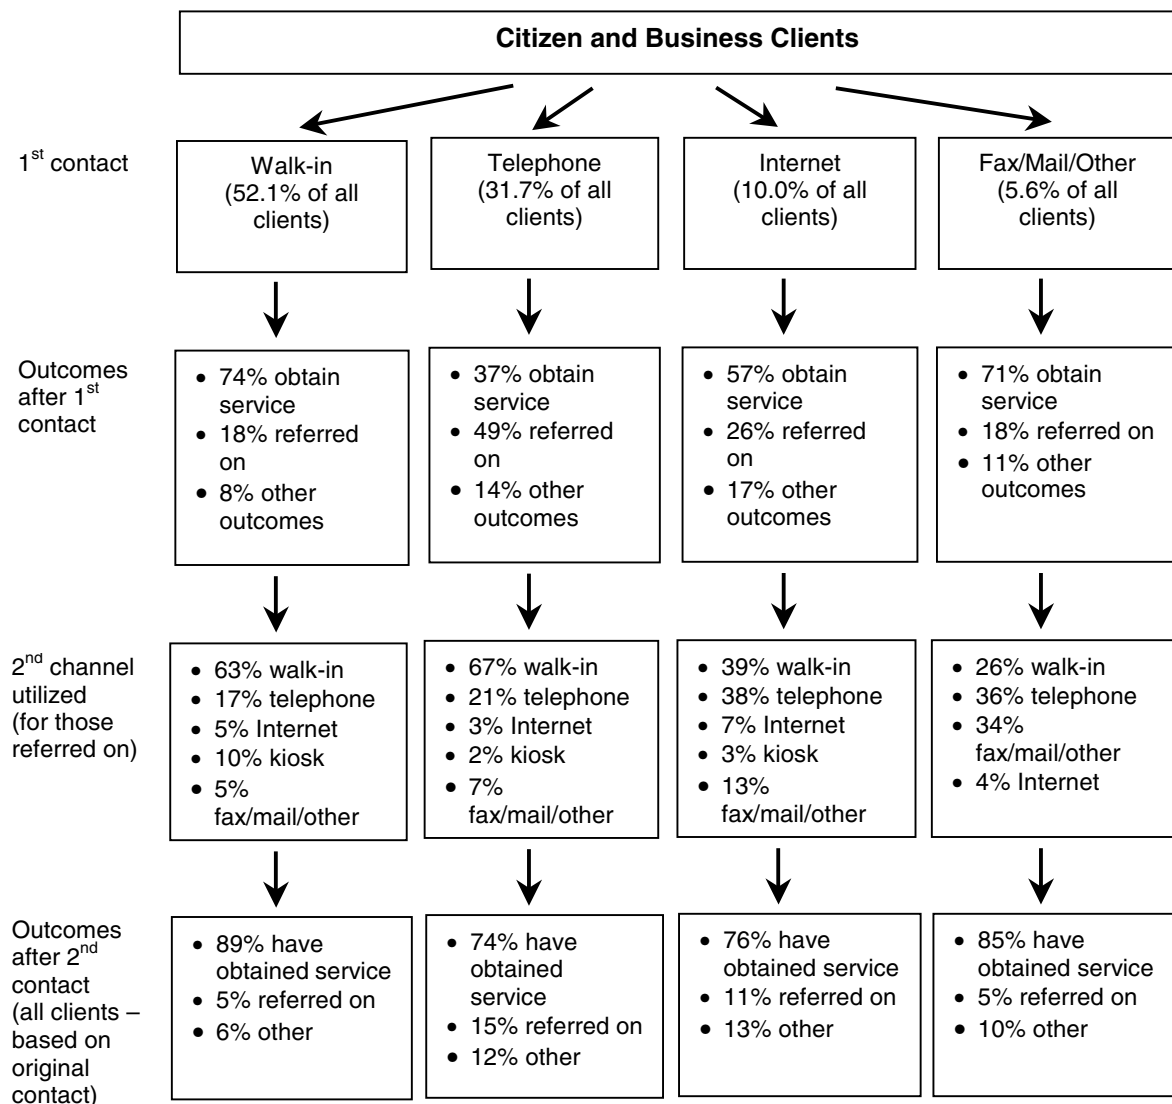 Citizen and Business Clients
1st contact
Walk-in
(52.1% of all
clients)
Telephone
(31.7% of all
clients)
Internet
(10.0% of all
clients)
Fax/Mail/Other
(5.6% of all
clients)
Outcomes
after 1st
contact
• 74% obtain
service
• 18% referred
on
• 8% other
outcomes
• 37% obtain
service
• 49% referred
on
• 14% other
outcomes
• 57% obtain
service
• 26% referred
on
• 17% other
outcomes
• 71% obtain
service
• 18% referred on
• 11% other
outcomes
2nd channel
utilized
(for those
referred on)
• 63% walk-in
• 17% telephone
• 5% Internet
• 10% kiosk
• 5%
fax/mail/other
• 67% walk-in
• 21% telephone
• 3% Internet
• 2% kiosk
• 7%
fax/mail/other
• 39% walk-in
• 38% telephone
• 7% Internet
• 3% kiosk
• 13%
fax/mail/other
• 26% walk-in
• 36% telephone
• 34%
fax/mail/other
• 4% Internet
Outcomes
after 2nd
contact
(all clients –
based on
original
contact)
• 89% have
obtained service
• 5% referred on
• 6% other
• 74% have
obtained
service
• 15% referred on
• 12% other
• 76% have
obtained service
• 11% referred on
• 13% other
• 85% have
obtained service
• 5% referred on
• 10% other